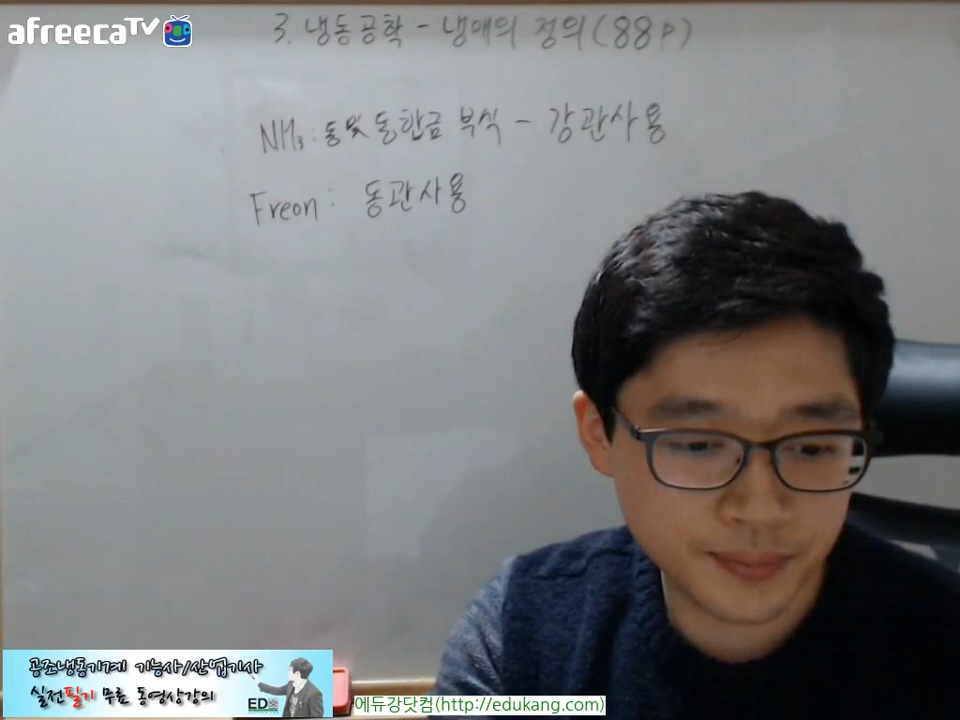 afreecaTV
3. 냉동공학 - 냉매의 정의 (88p)
NH₃ : 동 및 동합금 부식 - 강관사용
Freon : 동관사용
공조냉동기계 기능사/산업기사
실전필기 무료 동영상강의
에듀강닷컴(http://edukang.com)